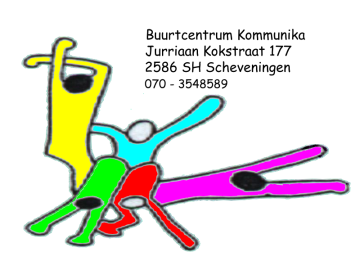 Buurtcentrum Kommunika
Jurriaan Kokstraat 177
2586 SH Scheveningen
070 - 3548589